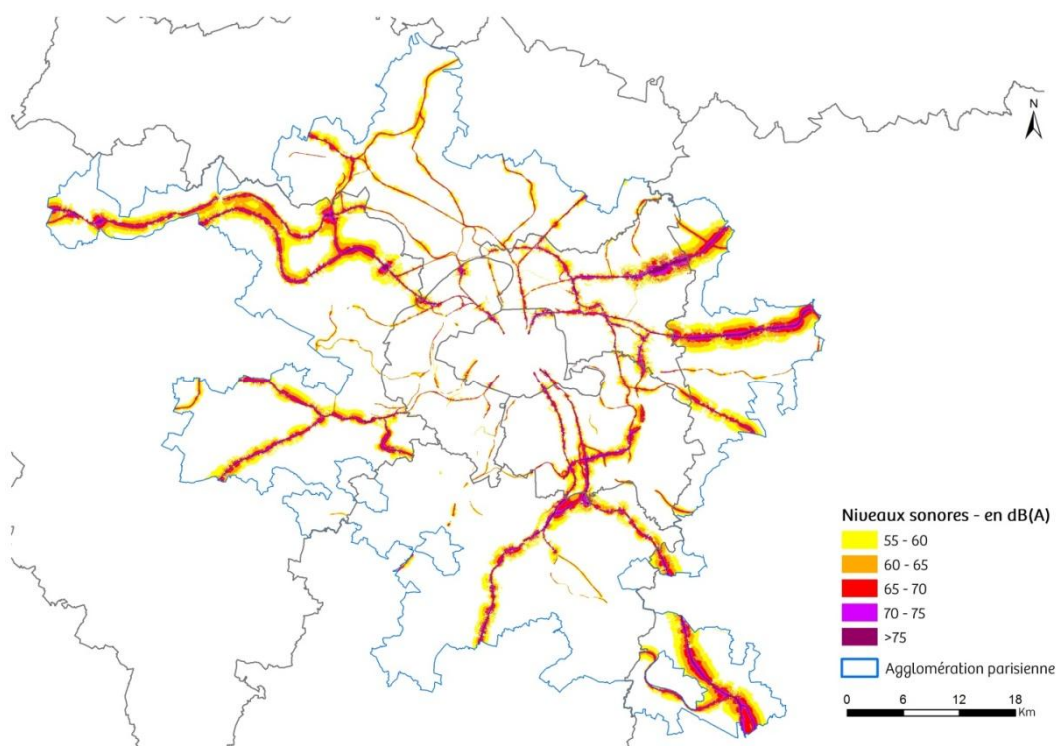 N
Niveaux sonores - en dB(A)
55 - 60
60 - 65
65 - 70
70 - 75
>75
Agglomération parisienne
0 6 12 18
Km